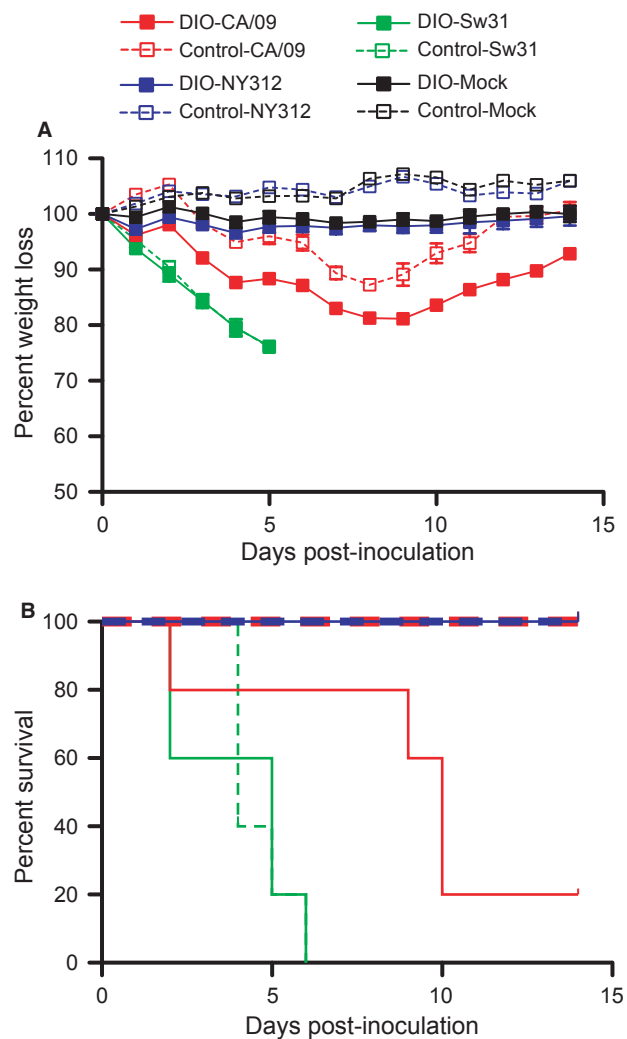 DIO-CA/09
Control-CA/09
DIO-NY312
Control-NY312
DIO-Sw31
Control-Sw31
DIO-Mock
Control-Mock
A
110
100
90
80
70
60
50
Percent weight loss
0
5
10
15
Days post-inoculation
B
100
80
60
40
20
0
Percent survival
0
5
10
15
Days post-inoculation